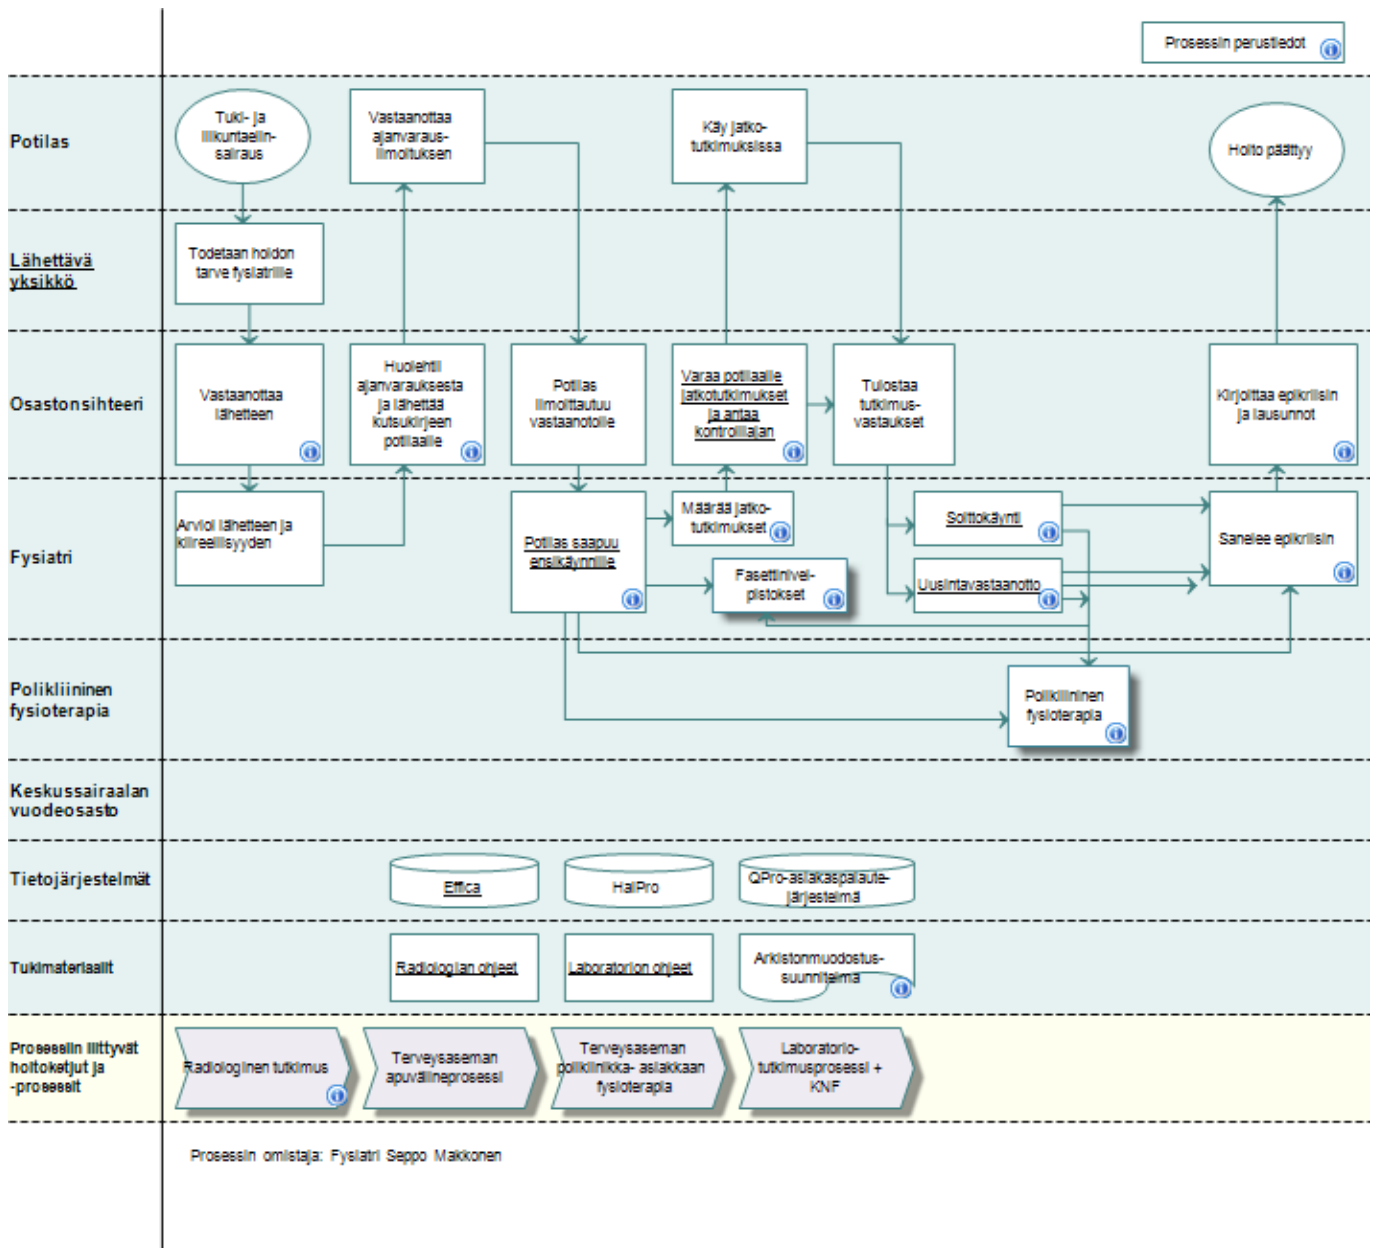 Prosessin perustiedot
Potilas
Tuki- ja
liikuntaelin-
sairaus
Vastaanottaa
ajanvaraus-
ilmoituksen
Käy jatko-
tutkimuksissa
Hoito päättyy
Lähettävä
yksikkö
Todetaan hoidon
tarve fysiatrille
Osastonsihteeri
Vastaanottaa
lähetteen
Huolehtii
ajanvarauksesta
ja lähettää
kutsukirjeen
potilaalle
Potilas
ilmoittautuu
vastaanotolle
Varaa potilaalle
jatkotutkimukset
ja antaa
kontrolliajan
Tulostaa
tutkimus-
vastaukset
Kirjoittaa epikriisin
ja lausunnot
Fysiatri
Arvioi lähetteen ja
kiireellisyyden
Potilas saapuu
ensikäynnille
Määrää jatko-
tutkimukset
Fasettinivel-
pistokset
Soittokäynti
Uusintavastaanotto
Sanelee epikriisin
Polikliininen
fysioterapia
Polikliininen
fysioterapia
Keskussairaalan
vuodeosasto
Tietojärjestelmät
Effica
HaiPro
QPro-asiakaspalaute-
järjestelmä
Tukimateriaalit
Radiologian ohjeet
Laboratorion ohjeet
Arkistonmuodostus-
suunnitelma
Prosessiin liittyvät
hoitoketjut ja
-prosessit
Radiologinen tutkimus
Terveysaseman
apuvälineprosessi
Terveysaseman
poliklinikka- asiakkaan
fysioterapia
Laboratorio-
tutkimusprosessi +
KNF
Prosessin omistaja: Fysiatri Seppo Makkonen